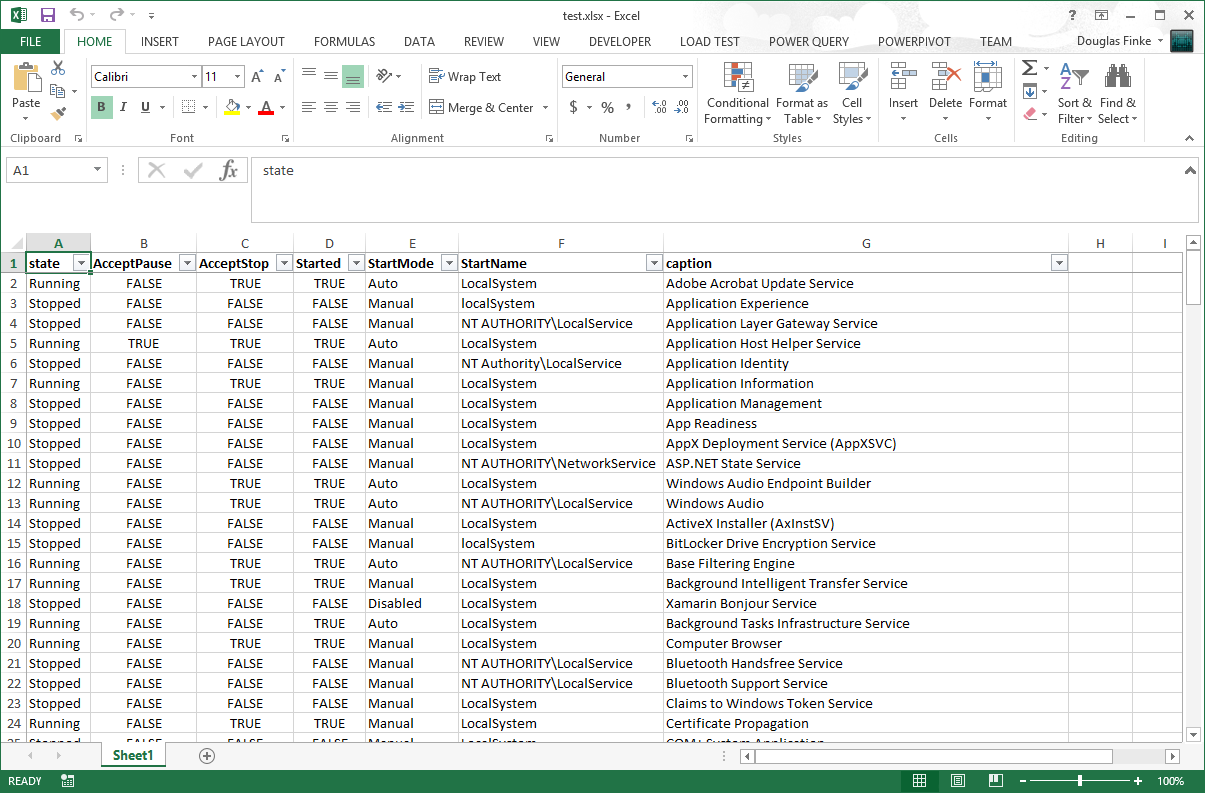 test.xlsx - Excel
FILE HOME INSERT PAGE LAYOUT FORMULAS DATA REVIEW VIEW DEVELOPER LOAD TEST POWER QUERY POWERPIVOT TEAM Douglas Finke
Calibri 11 Wrap Text General
Paste B I U Merge & Center $ % , Conditional Formatting Format as Table Cell Styles Insert Delete Format Sort & Filter Find & Select
Clipboard Font Alignment Number Styles Cells Editing
A1 fx state
A B C D E F G H I
1 state AcceptPause AcceptStop Started StartMode StartName caption
2 Running FALSE TRUE TRUE Auto LocalSystem Adobe Acrobat Update Service
3 Stopped FALSE FALSE FALSE Manual localSystem Application Experience
4 Stopped FALSE FALSE FALSE Manual NT AUTHORITY\LocalService Application Layer Gateway Service
5 Running TRUE TRUE TRUE Auto LocalSystem Application Host Helper Service
6 Stopped FALSE FALSE FALSE Manual NT Authority\LocalService Application Identity
7 Running FALSE TRUE TRUE Manual LocalSystem Application Information
8 Stopped FALSE FALSE FALSE Manual LocalSystem Application Management
9 Stopped FALSE FALSE FALSE Manual LocalSystem App Readiness
10 Stopped FALSE FALSE FALSE Manual LocalSystem AppX Deployment Service (AppXSVC)
11 Stopped FALSE FALSE FALSE Manual NT AUTHORITY\NetworkService ASP.NET State Service
12 Running FALSE TRUE TRUE Auto LocalSystem Windows Audio Endpoint Builder
13 Running FALSE TRUE TRUE Auto NT AUTHORITY\LocalService Windows Audio
14 Stopped FALSE FALSE FALSE Manual LocalSystem ActiveX Installer (AxInstSV)
15 Stopped FALSE FALSE FALSE Manual localSystem BitLocker Drive Encryption Service
16 Running FALSE TRUE TRUE Auto NT AUTHORITY\LocalService Base Filtering Engine
17 Running FALSE TRUE TRUE Manual LocalSystem Background Intelligent Transfer Service
18 Stopped FALSE FALSE FALSE Disabled LocalSystem Xamarin Bonjour Service
19 Running FALSE FALSE TRUE Auto LocalSystem Background Tasks Infrastructure Service
20 Running FALSE TRUE TRUE Manual LocalSystem Computer Browser
21 Stopped FALSE FALSE FALSE Manual NT AUTHORITY\LocalService Bluetooth Handsfree Service
22 Stopped FALSE FALSE FALSE Manual NT AUTHORITY\LocalService Bluetooth Support Service
23 Stopped FALSE FALSE FALSE Manual LocalSystem Claims to Windows Token Service
24 Running FALSE TRUE TRUE Manual LocalSystem Certificate Propagation
25 Stopped FALSE FALSE FALSE Manual LocalSystem COM+ System Application
Sheet1
READY 100%